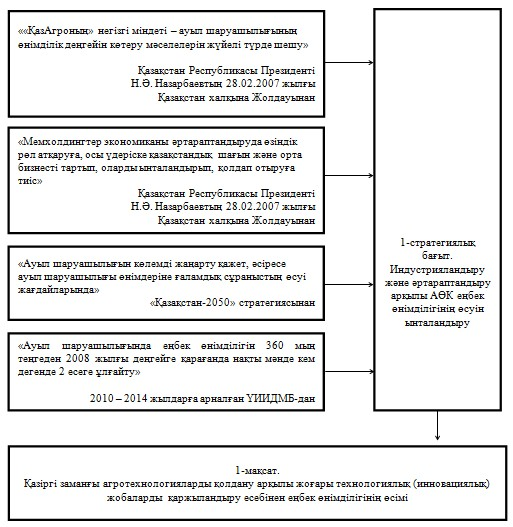 ««ҚазАгроның» негізгі міндеті – ауыл шаруашылығының
өнімділік деңгейін көтеру мәселелерін жүйелі түрде шешу»
Қазақстан Республикасы Президенті
Н.Ә. Назарбаевтың 28.02.2007 жылғы
Қазақстан халқына Жолдауынан
«Мемхолдингтер экономиканы әртараптандыруда өзіндік
рөл атқаруға, осы үдеріске қазақстандық шағын және орта
бизнесті тартып, оларды ынталандырып, қолдап отыруға
тиіс»
Қазақстан Республикасы Президенті
Н.Ә. Назарбаевтың 28.02.2007 жылғы
Қазақстан халқына Жолдауынан
«Ауыл шаруашылығын көлемді жаңарту қажет, әсіресе
ауыл шаруашылығы өнімдеріне ғаламдық сұраныстың өсуі
жағдайларында»
«Қазақстан-2050» стратегиясынан
«Ауыл шаруашылығында еңбек өнімділігін 360 мың
теңгеден 2008 жылғы деңгейге қарағанда нақты мәнде кем
дегенде 2 есеге ұлғайту»
2010 – 2014 жылдарға арналған ҮИИДМБ-дан
1-стратегиялық
бағыт.
Индустрияландыру
және әртараптандыру
арқылы АӨК еңбек
өнімділігінің өсуін
ынталандыру
1-мақсат.
Қазіргі заманғы агротехнологияларды қолдану арқылы жоғары технологиялық (инновациялық)
жобаларды қаржыландыру есебінен еңбек өнімділігінің өсімі